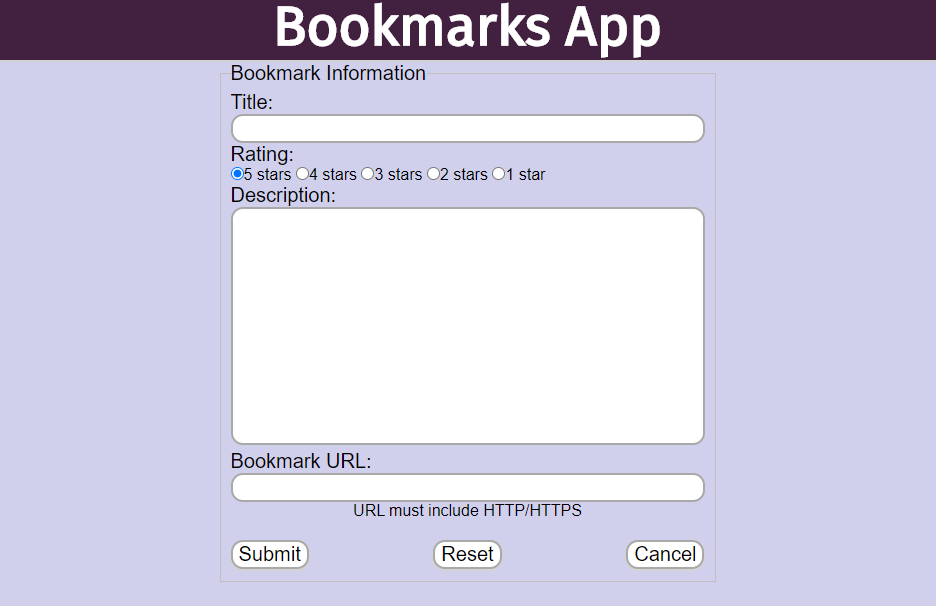 Bookmarks App
Bookmark Information
Title:
Rating:
5 stars 4 stars 3 stars 2 stars 1 star
Description:
Bookmark URL:
URL must include HTTP/HTTPS
Submit Reset Cancel